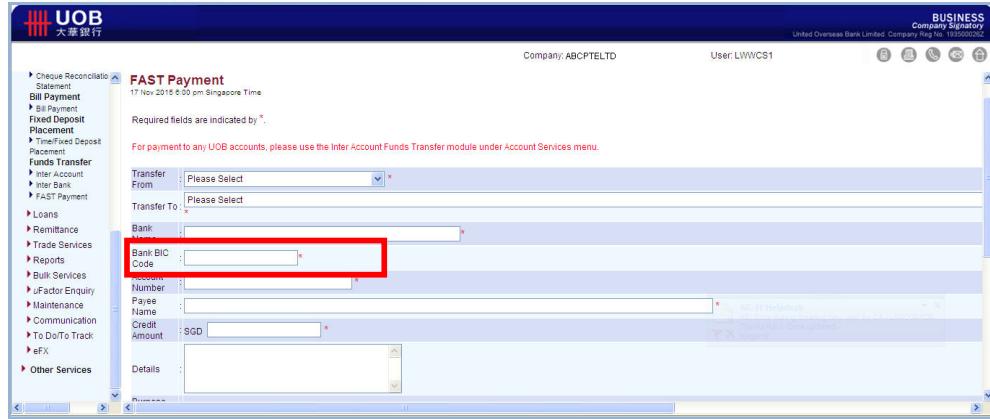 UOB
大華銀行
BUSINESS
Company Signatory
United Overseas Bank Limited Company Reg No. 193500026Z
Company: ABCPTELTD
User: LWWCS1
Cheque Reconciliatio
Statement
Bill Payment
Bill Payment
Fixed Deposit
Placement
Time/Fixed Deposit
Placement
Funds Transfer
Inter Account
Inter Bank
FAST Payment
Loans
Remittance
Trade Services
Reports
Bulk Services
uFactor Enquiry
Maintenance
Communication
To Do/To Track
eFX
Other Services
FAST Payment
17 Nov 2015 6:00 pm Singapore Time
Required fields are indicated by *.
For payment to any UOB accounts, please use the Inter Account Funds Transfer module under Account Services menu.
Transfer
From : Please Select *
Transfer To : Please Select
*
Bank
Name : *
Bank BIC
Code : *
Account
Number : *
Payee
Name : *
Credit
Amount : SGD *
Details :
Purpose